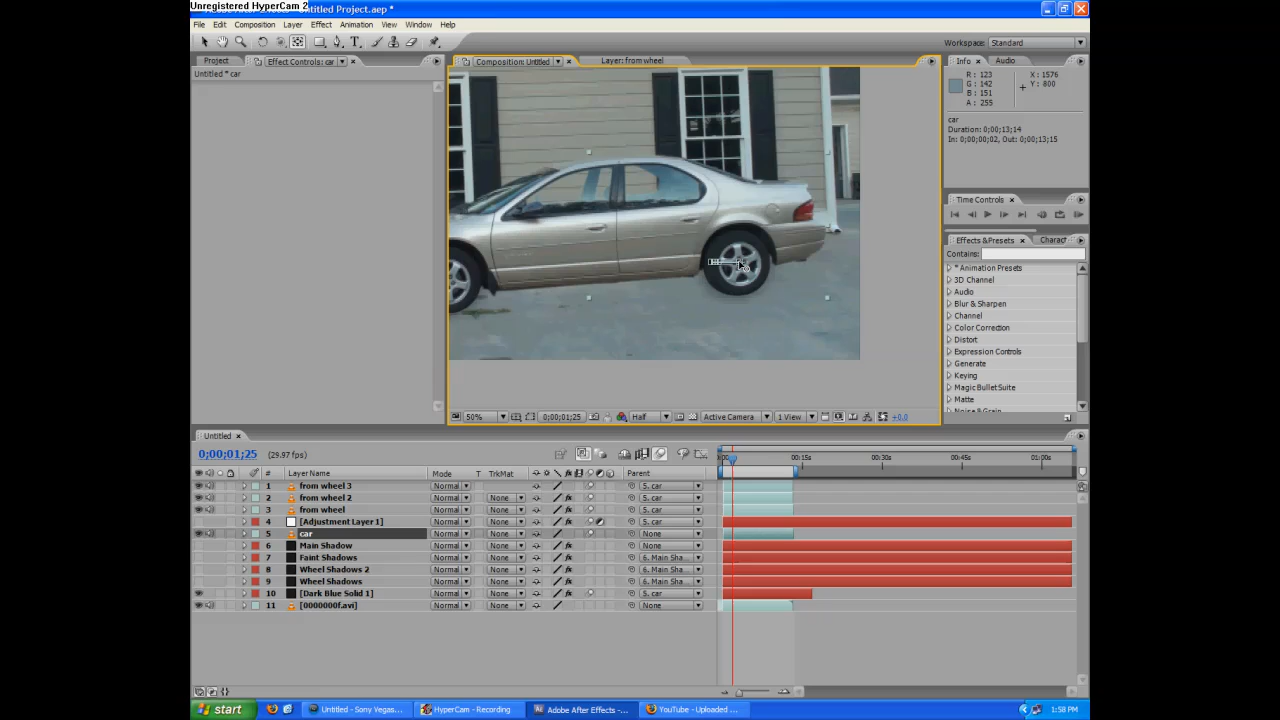 Unregistered HyperCam 2
Untitled Project.aep *
File Edit Composition Layer Effect Animation View Window Help
Workspace: Standard
Project Effect Controls: car
Untitled * car
Composition: Untitled Layer: from wheel
Info Audio
R: 123 X: 1576
G: 142 Y: 800
B: 151
A: 255
car
Duration: 0;00;13;14
In: 0;00;00;02, Out: 0;00;13;15
Time Controls
Effects & Presets Charact
Contains:
* Animation Presets
3D Channel
Audio
Blur & Sharpen
Channel
Color Correction
Distort
Expression Controls
Generate
Keying
Magic Bullet Suite
Matte
Noise & Grain
50% 0;00;01;25 Half Active Camera 1 View +0.0
Untitled
0;00;01;25 (29.97 fps)
00:15s 00:30s 00:45s 01:00s
# Layer Name Mode T TrkMat Parent
1 from wheel 3 Normal 5. car
2 from wheel 2 Normal None 5. car
3 from wheel Normal None 5. car
4 [Adjustment Layer 1] Normal None 5. car
5 car Normal None None
6 Main Shadow Normal None None
7 Faint Shadows Normal None 6. Main Sha...
8 Wheel Shadows 2 Normal None 6. Main Sha...
9 Wheel Shadows Normal None 6. Main Sha...
10 [Dark Blue Solid 1] Normal None 5. car
11 [0000000f.avi] Normal None None
start Untitled - Sony Vegas... HyperCam - Recording Adobe After Effects -... YouTube - Uploaded ... 1:58 PM